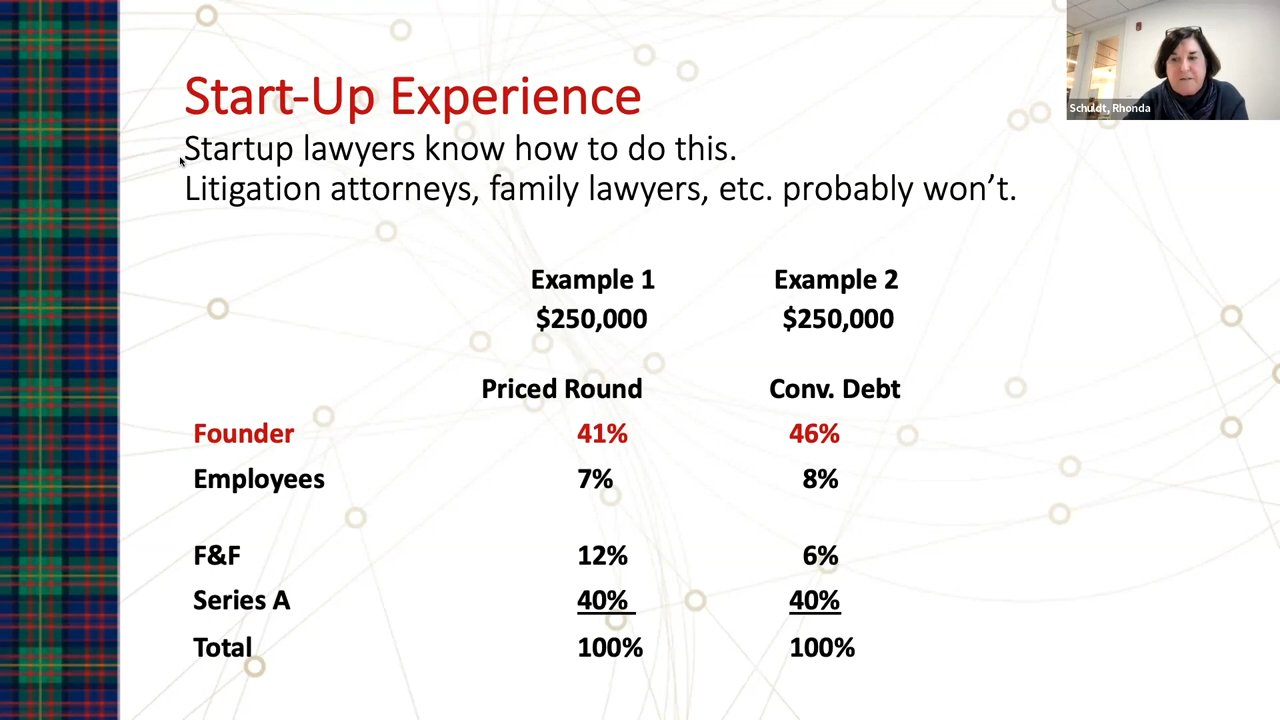 Start-Up Experience
Startup lawyers know how to do this.
Litigation attorneys, family lawyers, etc. probably won’t.
Schuldt, Rhonda
Example 1 Example 2
$250,000 $250,000
Priced Round Conv. Debt
Founder 41% 46%
Employees 7% 8%
F&F 12% 6%
Series A 40% 40%
Total 100% 100%